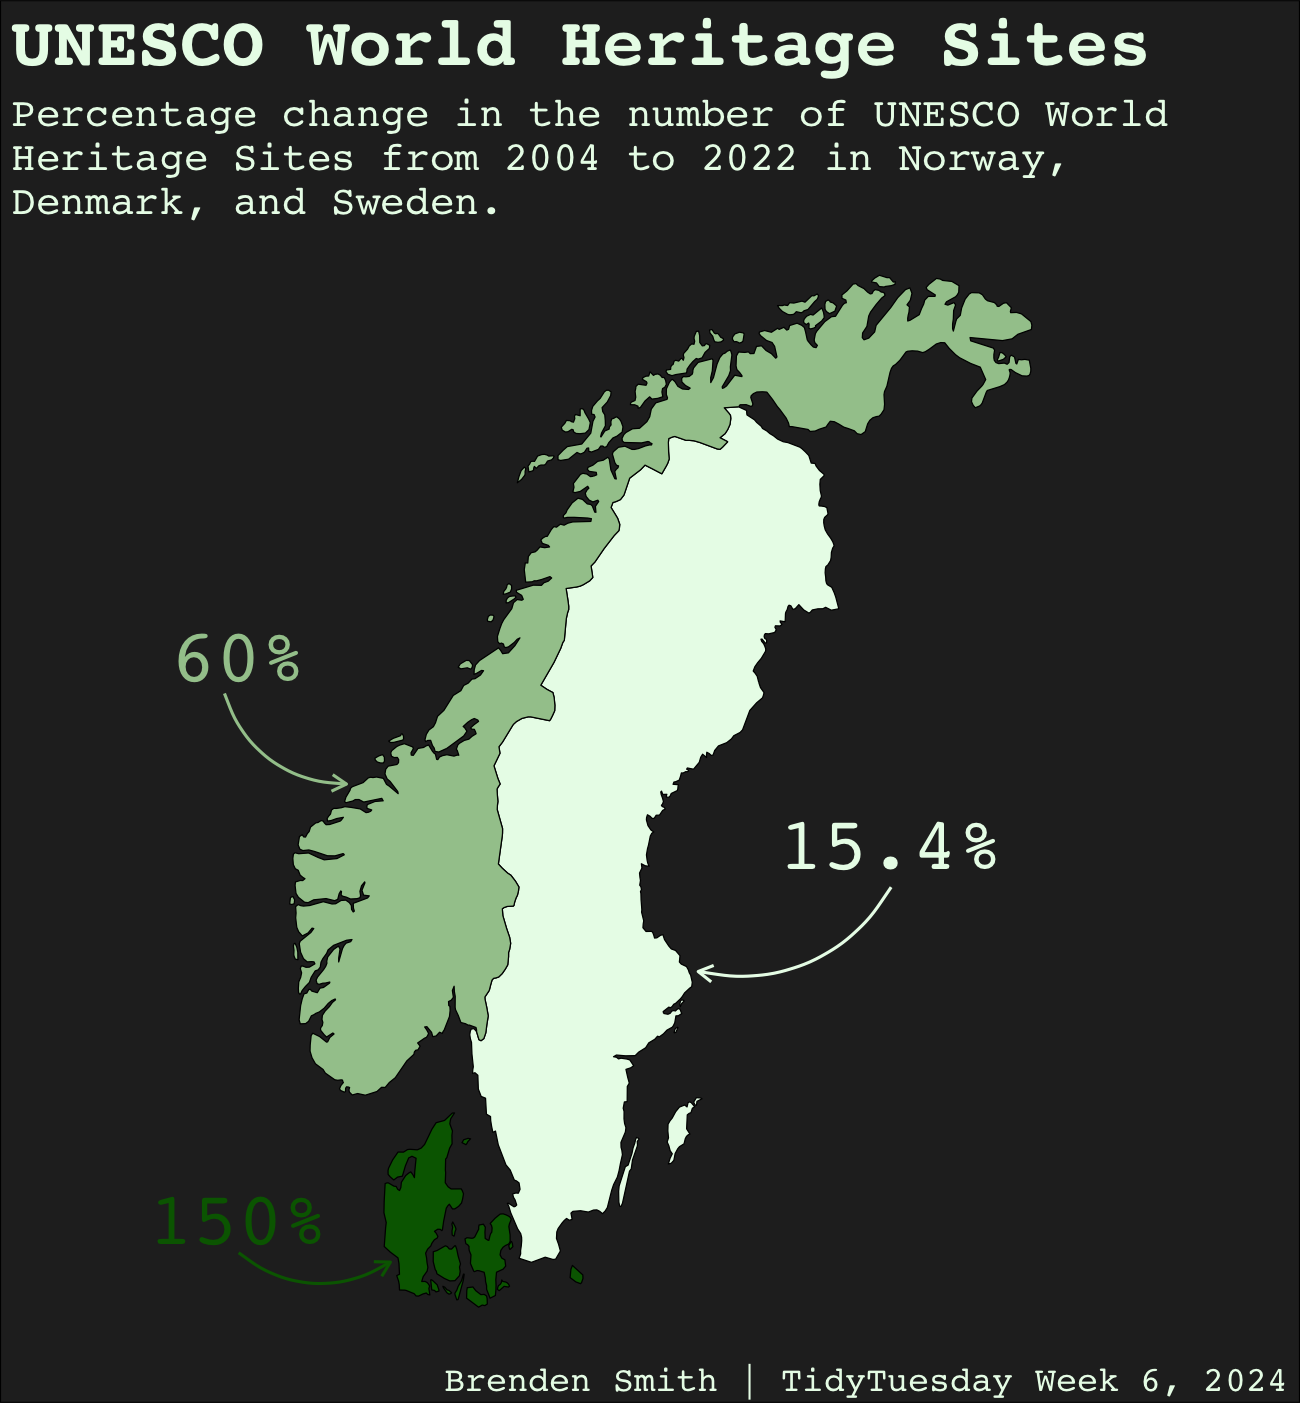 UNESCO World Heritage Sites
Percentage change in the number of UNESCO World
Heritage Sites from 2004 to 2022 in Norway,
Denmark, and Sweden.
60%
15.4%
150%
Brenden Smith | TidyTuesday Week 6, 2024